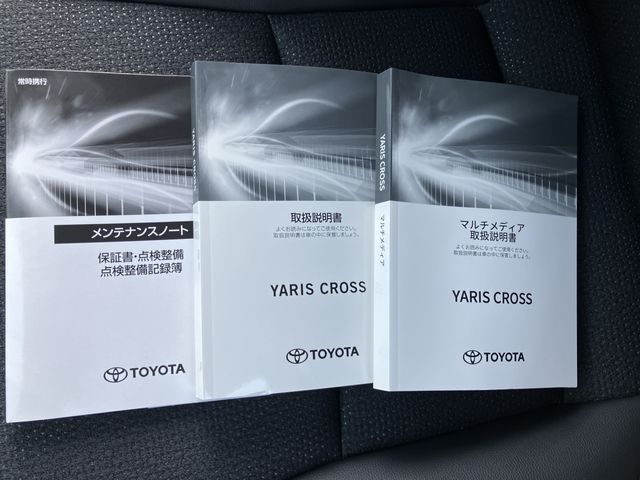 常時携行
メンテナンスノート
保証書・点検整備
点検整備記録簿
TOYOTA
YARIS CROSS
取扱説明書
よくお読みになってご使用ください。
取扱説明書は車の中に保管しましょう。
YARIS CROSS
TOYOTA
YARIS CROSS
マルチメディア
マルチメディア
取扱説明書
よくお読みになってご使用ください。
取扱説明書は車の中に保管しましょう。
YARIS CROSS
TOYOTA